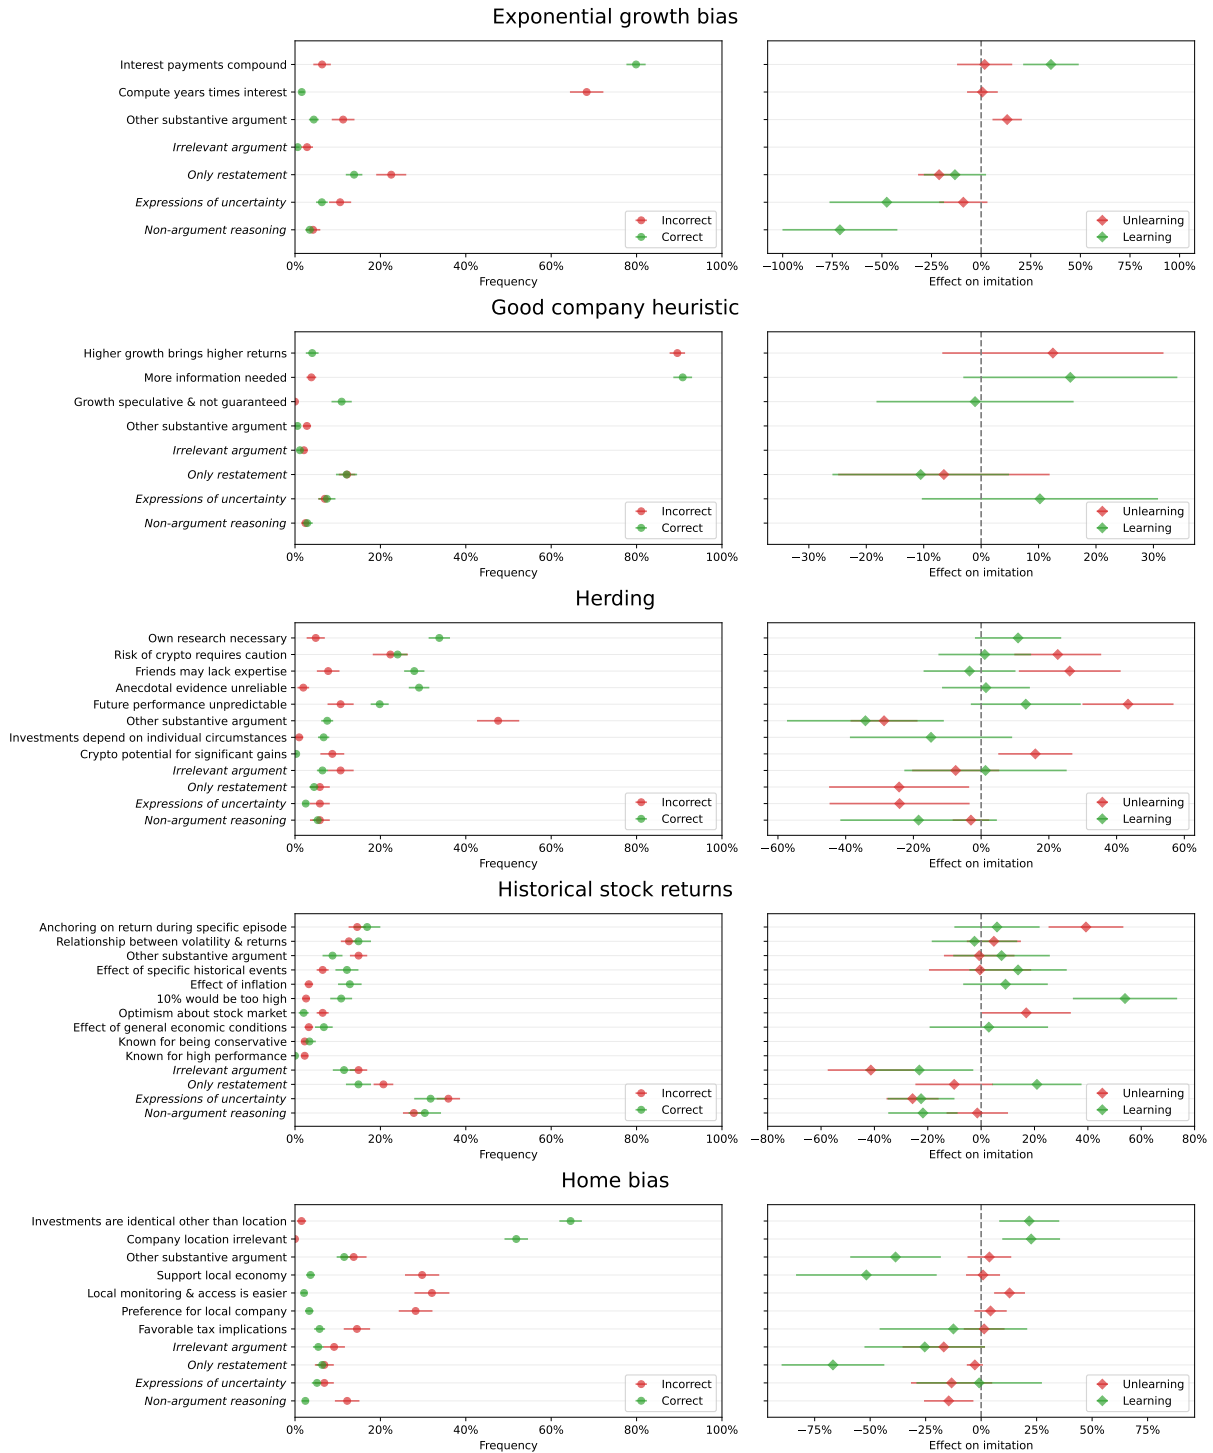 Exponential growth bias
Interest payments compound
Compute years times interest
Other substantive argument
Irrelevant argument
Only restatement
Expressions of uncertainty
Non-argument reasoning
Incorrect
Correct
0% 20% 40% 60% 80% 100%
Frequency
Unlearning
Learning
−100% −75% −50% −25% 0% 25% 50% 75% 100%
Effect on imitation
Good company heuristic
Higher growth brings higher returns
More information needed
Growth speculative & not guaranteed
Other substantive argument
Irrelevant argument
Only restatement
Expressions of uncertainty
Non-argument reasoning
Incorrect
Correct
0% 20% 40% 60% 80% 100%
Frequency
Unlearning
Learning
−30% −20% −10% 0% 10% 20% 30%
Effect on imitation
Herding
Own research necessary
Risk of crypto requires caution
Friends may lack expertise
Anecdotal evidence unreliable
Future performance unpredictable
Other substantive argument
Investments depend on individual circumstances
Crypto potential for significant gains
Irrelevant argument
Only restatement
Expressions of uncertainty
Non-argument reasoning
Incorrect
Correct
0% 20% 40% 60% 80% 100%
Frequency
Unlearning
Learning
−60% −40% −20% 0% 20% 40% 60%
Effect on imitation
Historical stock returns
Anchoring on return during specific episode
Relationship between volatility & returns
Other substantive argument
Effect of specific historical events
Effect of inflation
10% would be too high
Optimism about stock market
Effect of general economic conditions
Known for being conservative
Known for high performance
Irrelevant argument
Only restatement
Expressions of uncertainty
Non-argument reasoning
Incorrect
Correct
0% 20% 40% 60% 80% 100%
Frequency
Unlearning
Learning
−80% −60% −40% −20% 0% 20% 40% 60% 80%
Effect on imitation
Home bias
Investments are identical other than location
Company location irrelevant
Other substantive argument
Support local economy
Local monitoring & access is easier
Preference for local company
Favorable tax implications
Irrelevant argument
Only restatement
Expressions of uncertainty
Non-argument reasoning
Incorrect
Correct
0% 20% 40% 60% 80% 100%
Frequency
Unlearning
Learning
−75% −50% −25% 0% 25% 50% 75%
Effect on imitation